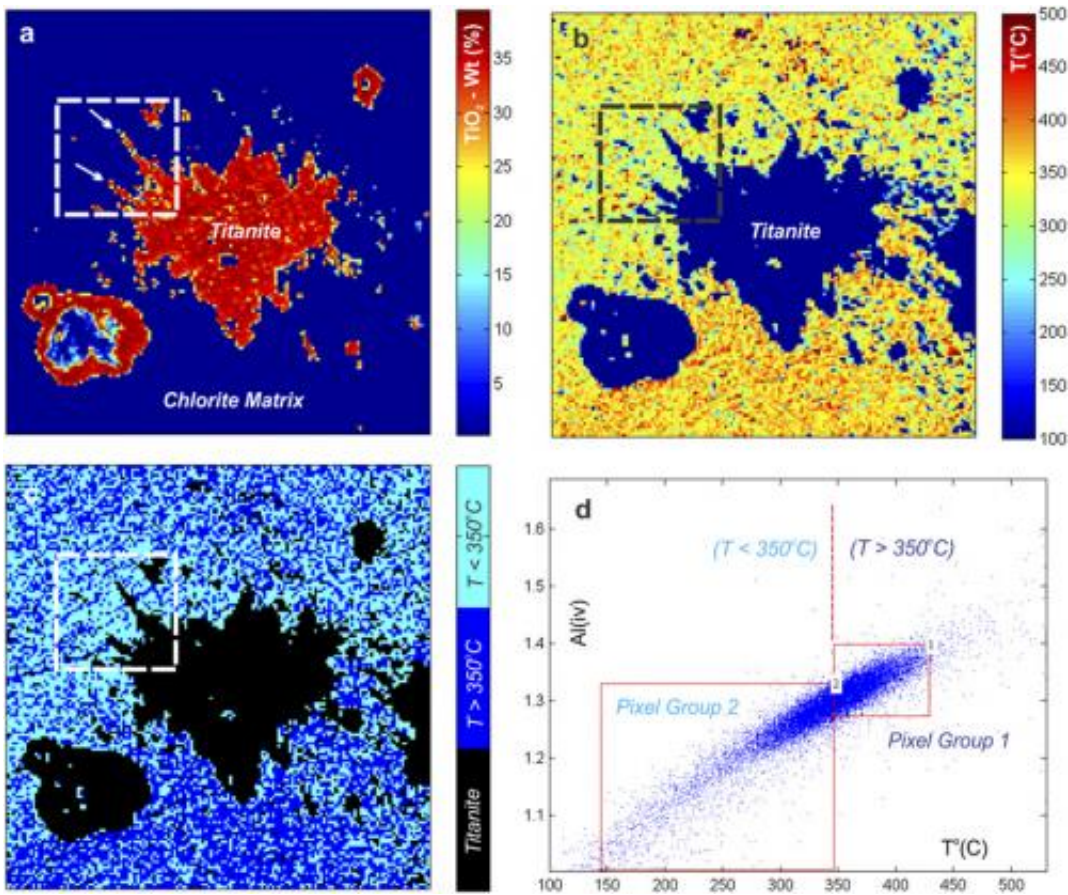 a
TiO2 - Wt (%)
35
30
25
20
15
10
5
Titanite
Chlorite Matrix
b
T(°C)
500
450
400
350
300
250
200
150
100
Titanite
c
T < 350°C
T > 350°C
Titanite
d
(T < 350°C)
(T > 350°C)
Al(iv)
1.6
1.5
1.4
1.3
1.2
1.1
1
2
Pixel Group 2
Pixel Group 1
T°(C)
100 150 200 250 300 350 400 450 500